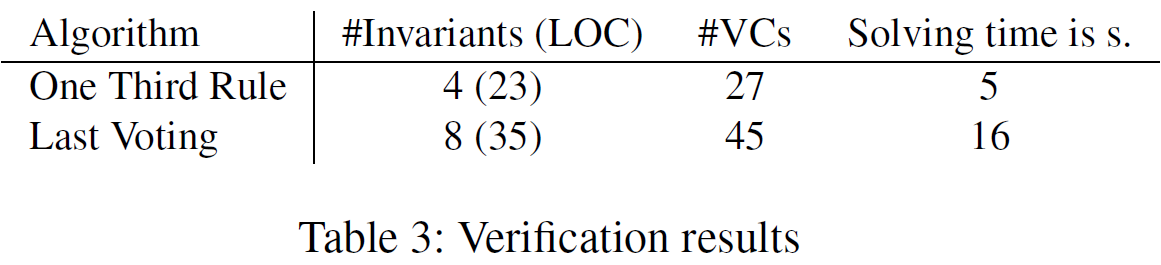 Algorithm #Invariants (LOC) #VCs Solving time is s.
One Third Rule 4 (23) 27 5
Last Voting 8 (35) 45 16
Table 3: Verification results